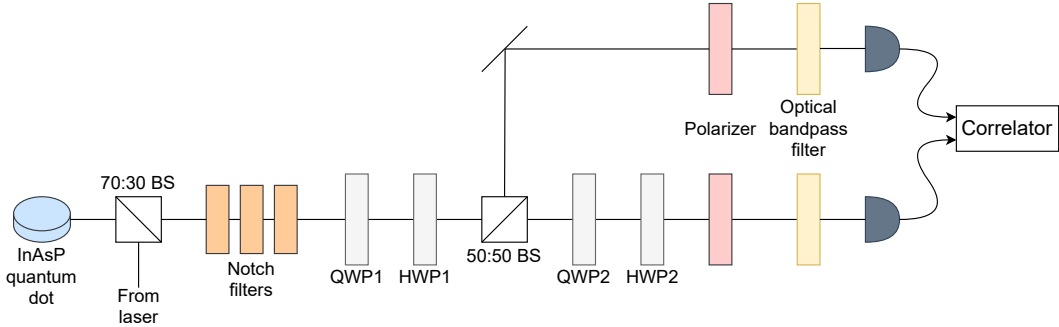 Polarizer
Optical
bandpass
filter
Correlator
70:30 BS
InAsP
quantum
dot
From
laser
Notch
filters
QWP1
HWP1
50:50 BS
QWP2
HWP2